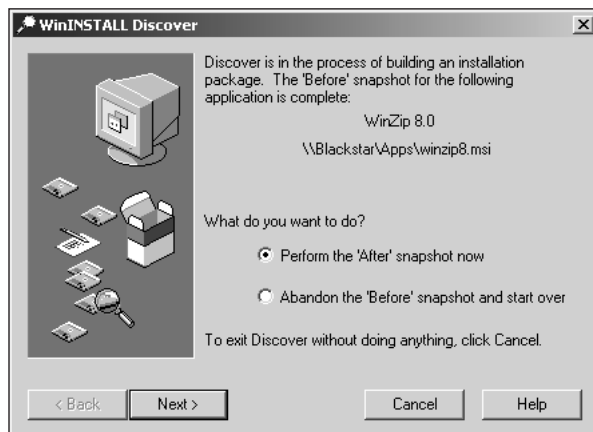 WinINSTALL Discover
Discover is in the process of building an installation
package. The 'Before' snapshot for the following
application is complete:
WinZip 8.0
\\Blackstar\Apps\winzip8.msi
What do you want to do?
Perform the 'After' snapshot now
Abandon the 'Before' snapshot and start over
To exit Discover without doing anything, click Cancel.
< Back
Next >
Cancel
Help